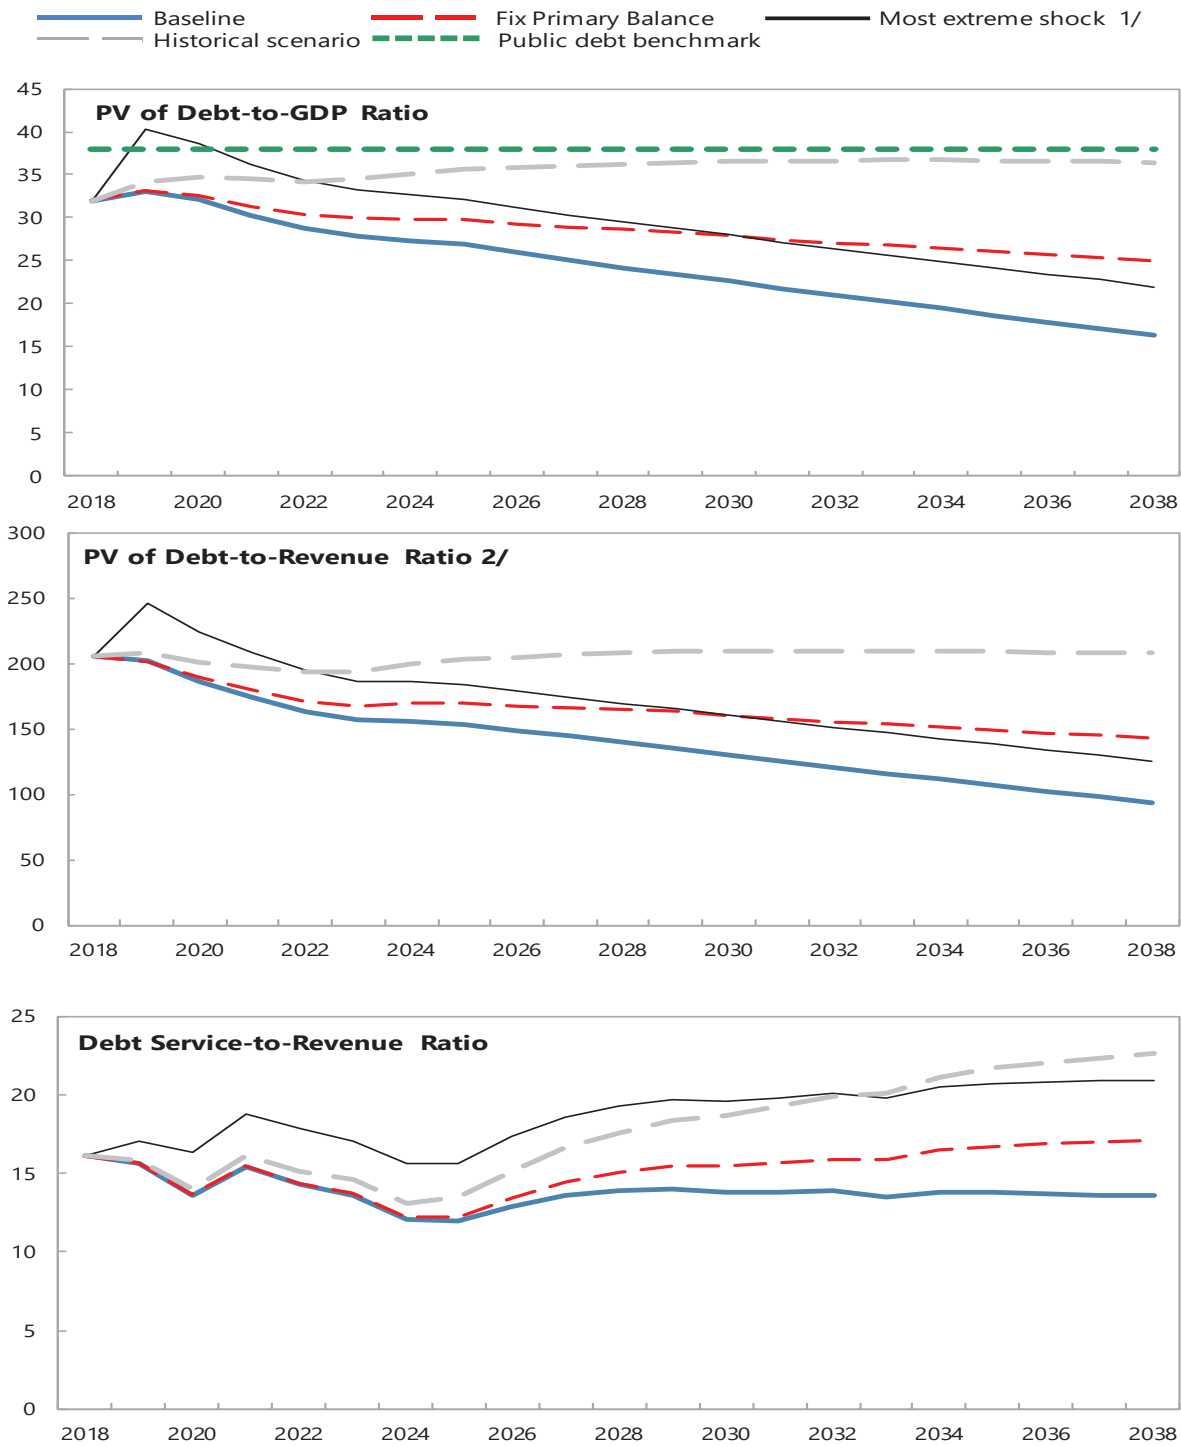 Baseline Fix Primary Balance Most extreme shock 1/
Historical scenario Public debt benchmark
PV of Debt-to-GDP Ratio
45
40
35
30
25
20
15
10
5
0
2018 2020 2022 2024 2026 2028 2030 2032 2034 2036 2038
PV of Debt-to-Revenue Ratio 2/
300
250
200
150
100
50
0
2018 2020 2022 2024 2026 2028 2030 2032 2034 2036 2038
Debt Service-to-Revenue Ratio
25
20
15
10
5
0
2018 2020 2022 2024 2026 2028 2030 2032 2034 2036 2038